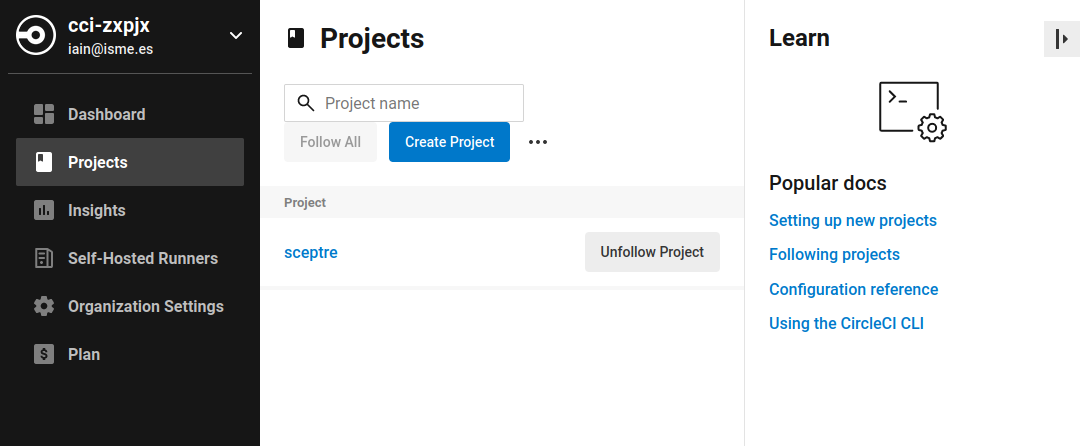 cci-zxpjx
iain@isme.es
Dashboard
Projects
Insights
Self-Hosted Runners
Organization Settings
$ Plan
Projects
Project name
Follow All
Create Project
Project
sceptre
Unfollow Project
Learn
Popular docs
Setting up new projects
Following projects
Configuration reference
Using the CircleCI CLI